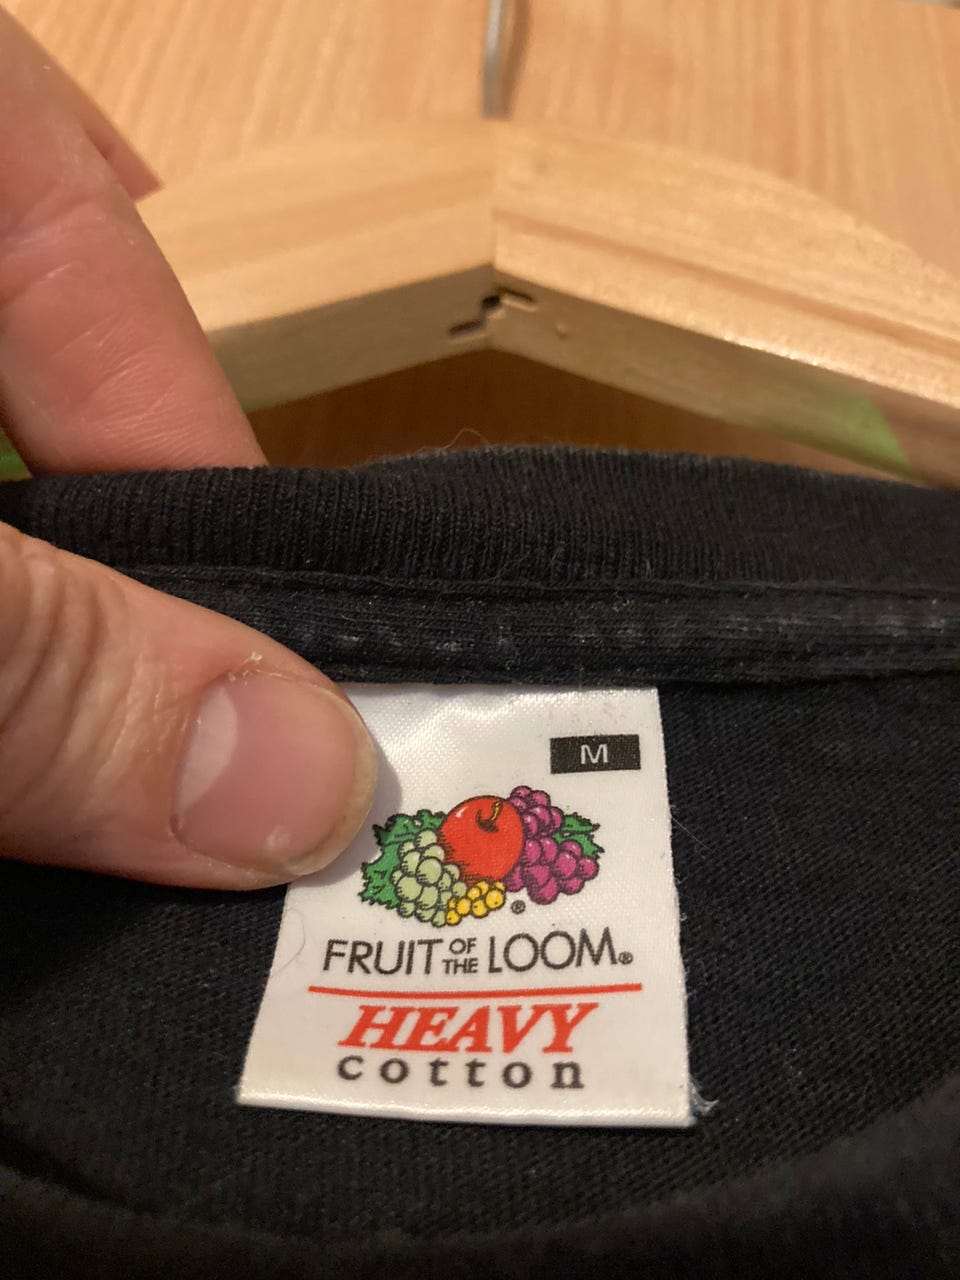 M
®
FRUIT OF THE LOOM®
HEAVY
cotton